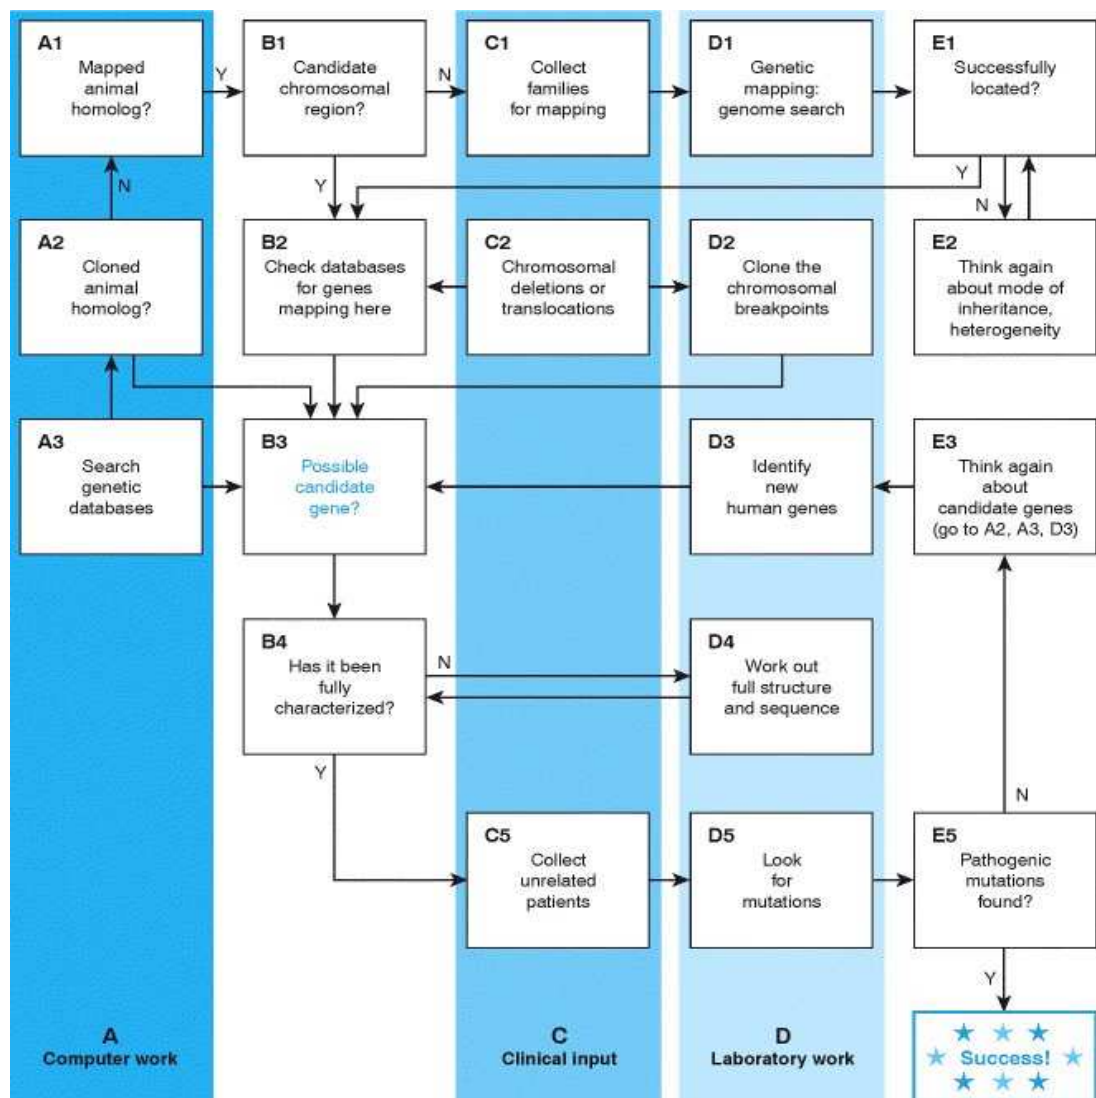 A1
Mapped
animal
homolog?
Y
B1
Candidate
chromosomal
region?
N
C1
Collect
families
for mapping
D1
Genetic
mapping:
genome search
E1
Successfully
located?
N
Y
Y
N
A2
Cloned
animal
homolog?
B2
Check databases
for genes
mapping here
C2
Chromosomal
deletions or
translocations
D2
Clone the
chromosomal
breakpoints
E2
Think again
about mode of
inheritance,
heterogeneity
A3
Search
genetic
databases
B3
Possible
candidate
gene?
D3
Identify
new
human genes
E3
Think again
about
candidate genes
(go to A2, A3, D3)
B4
Has it been
fully
characterized?
N
D4
Work out
full structure
and sequence
Y
N
C5
Collect
unrelated
patients
D5
Look
for
mutations
E5
Pathogenic
mutations
found?
Y
A
Computer work
C
Clinical input
D
Laboratory work
Success!